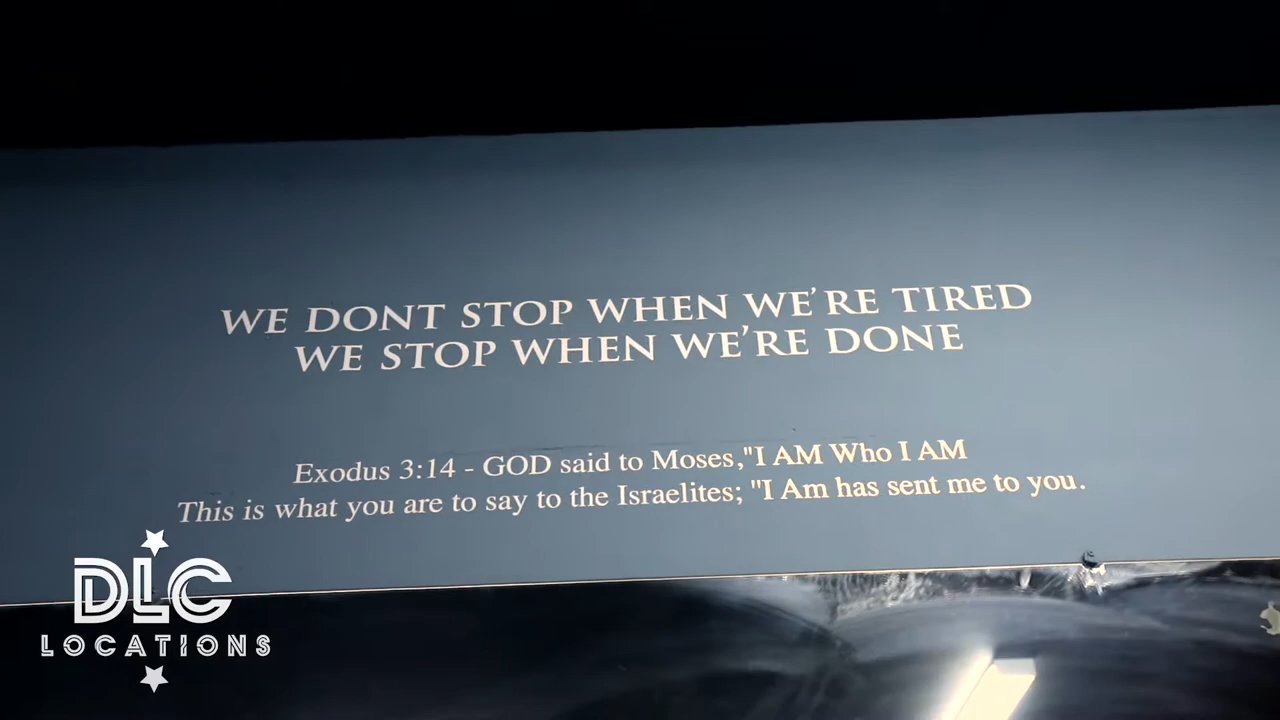 WE DONT STOP WHEN WE'RE TIRED
WE STOP WHEN WE'RE DONE
Exodus 3:14 - GOD said to Moses,"I AM Who I AM
This is what you are to say to the Israelites; "I Am has sent me to you.
DLC
LOCATIONS